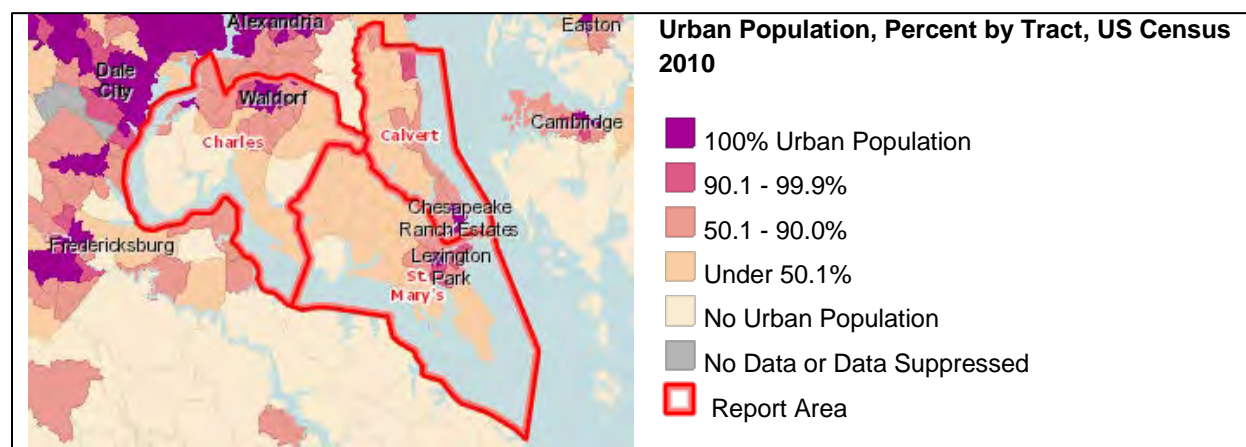 Alexandria
Easton
Dale
City
Waldorf
Cambridge
Charles
Calvert
Chesapeake
Ranch Estates
Fredericksburg
Lexington
Park
St.
Mary's
Urban Population, Percent by Tract, US Census
2010
100% Urban Population
90.1 - 99.9%
50.1 - 90.0%
Under 50.1%
No Urban Population
No Data or Data Suppressed
Report Area